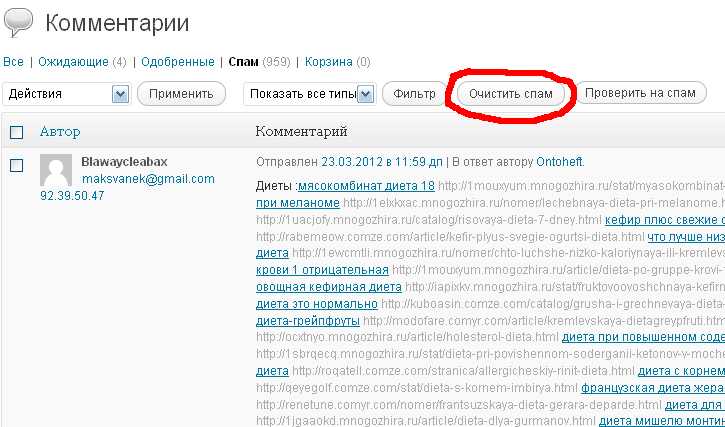 Комментарии
Все | Ожидающие (4) | Одобренные | Спам (959) | Корзина (0)
Действия Применить Показать все типы Фильтр Очистить спам Проверить на спам
Автор Комментарий
Blawaycleabax Отправлен 23.03.2012 в 11:59 дп | В ответ автору Ontoheft.
maksvanek@gmail.com
92.39.50.47
Диеты :мясокомбинат диета 18 http://1mouxyum.mnogozhira.ru/stat/myasokombinat-
при меланоме http://1elxkxac.mnogozhira.ru/nomer/lechebnaya-dieta-pri-melanome.h
http://1uacjofy.mnogozhira.ru/catalog/risovaya-dieta-7-dney.html кефир плюс свежие о
http://rabemeow.comze.com/article/kefir-plyus-svegie-ogurtsi-dieta.html что лучше низ
диета http://1ewcmtli.mnogozhira.ru/nomer/chto-luchshe-nizko-kaloriynaya-ili-kremlevs
крови 1 отрицательная http://1mouxyum.mnogozhira.ru/article/dieta-po-gruppe-krovi-
овощная кефирная диета http://iapixkv.mnogozhira.ru/stat/fruktovoovoshchnaya-kefirn
диета это нормально http://kuboasin.comze.com/catalog/grusha-i-grechnevaya-dieta-
диета-грейпфруты http://modofare.comyr.com/article/kremlevskaya-dietagreypfruti.htm
http://ocxtnyo.mnogozhira.ru/article/holesterol-dieta.html диета при повышенном соде
http://1sbrqecq.mnogozhira.ru/stat/dieta-pri-povishennom-soderganii-ketonov-v-moche
диета http://roqatell.comze.com/stranica/allergicheskiy-rinit-dieta.html диета с корнем
http://qeyegolf.comze.com/stat/dieta-s-kornem-imbirya.html французская диета жера
http://renetune.comyr.com/nomer/frantsuzskaya-dieta-gerara-deparde.html диета для
http://1jgaaokd.mnogozhira.ru/article/dieta-dlya-gurmanov.html диета мишелю монтин